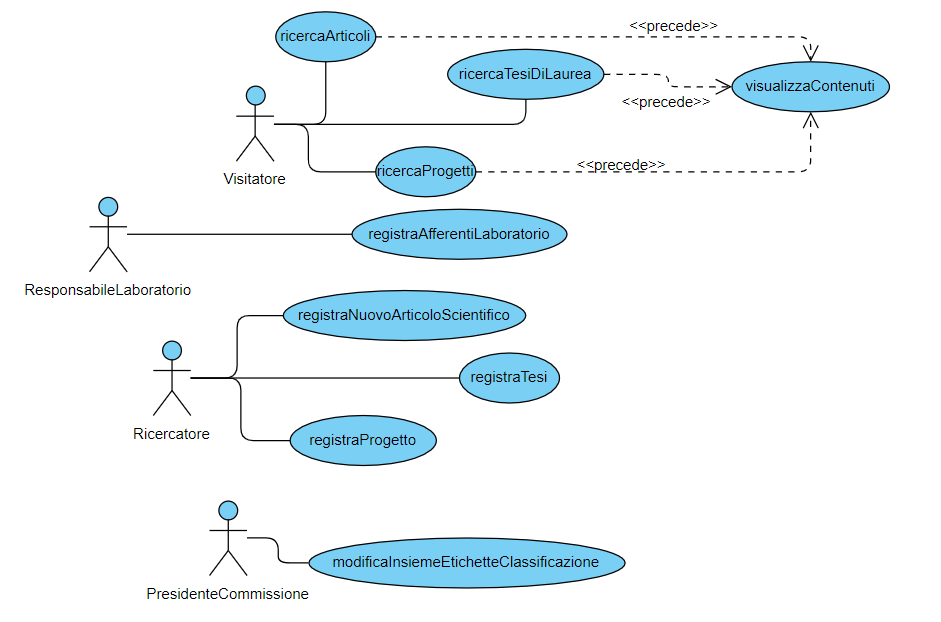 ricercaArticoli
<<precede>>
ricercaTesiDiLaurea
<<precede>>
visualizzaContenuti
Visitatore
ricercaProgetti
<<precede>>
ResponsabileLaboratorio
registraAfferentiLaboratorio
registraNuovoArticoloScientifico
registraTesi
Ricercatore
registraProgetto
modificaInsiemeEtichetteClassificazione
PresidenteCommissione